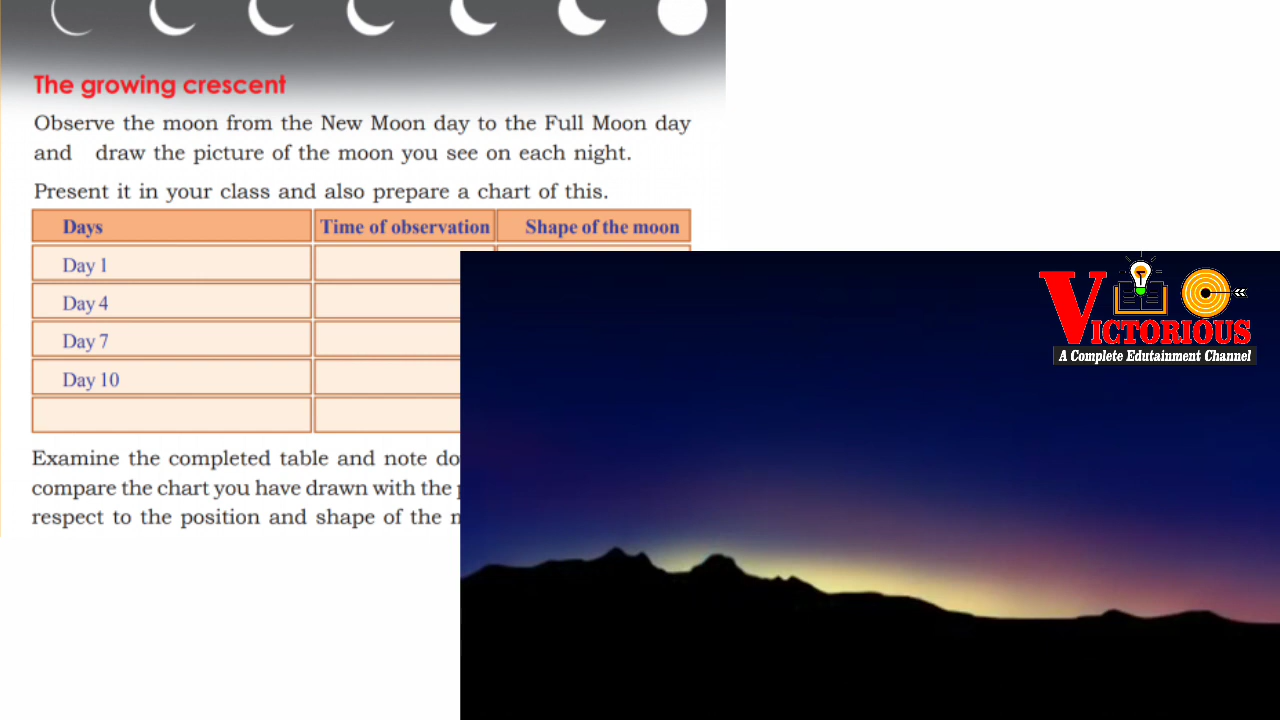 The growing crescent
Observe the moon from the New Moon day to the Full Moon day
and draw the picture of the moon you see on each night.
Present it in your class and also prepare a chart of this.
Days Time of observation Shape of the moon
Day 1
Day 4
Day 7
Day 10
Examine the completed table and note do
compare the chart you have drawn with the
respect to the position and shape of the
VICTORIOUS
A Complete Edutainment Channel